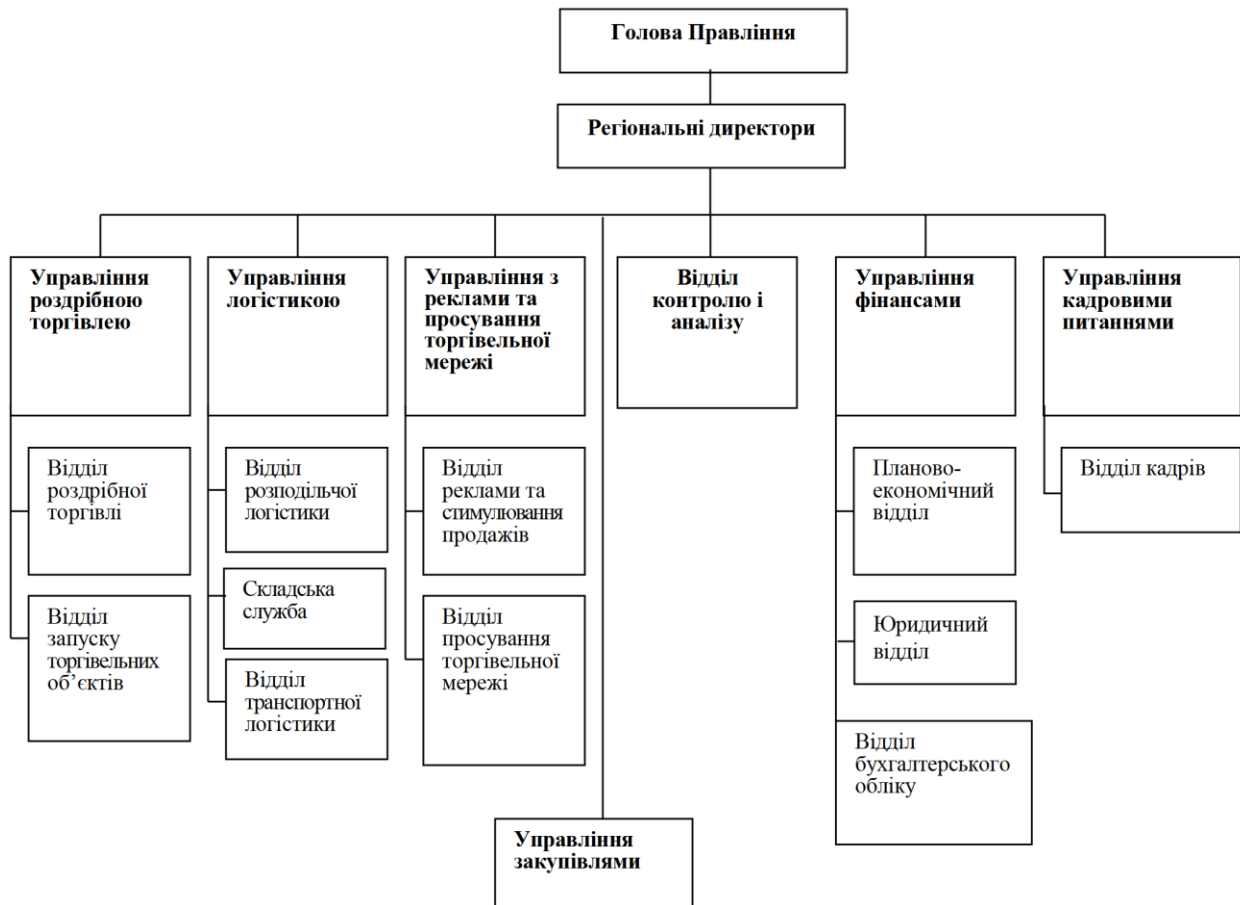 Голова Правління
Регіональні директори
Управління
роздрібною
торгівлею
Управління
логістикою
Управління з
реклами та
просування
торгівельної
мережі
Відділ
контролю і
аналізу
Управління
фінансами
Управління
кадровими
питаннями
Відділ
роздрібної
торгівлі
Відділ
розподільчої
логістики
Відділ
реклами та
стимулювання
продажів
Планово-
економічний
відділ
Відділ кадрів
Відділ
запуску
торгівельних
об’єктів
Складська
служба
Відділ
транспортної
логістики
Відділ
просування
торгівельної
мережі
Юридичний
відділ
Відділ
бухгалтерського
обліку
Управління
закупівлями